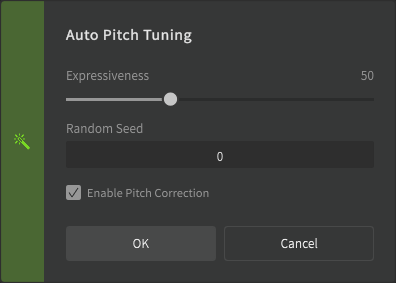 Auto Pitch Tuning
Expressiveness 50
Random Seed
0
Enable Pitch Correction
OK Cancel